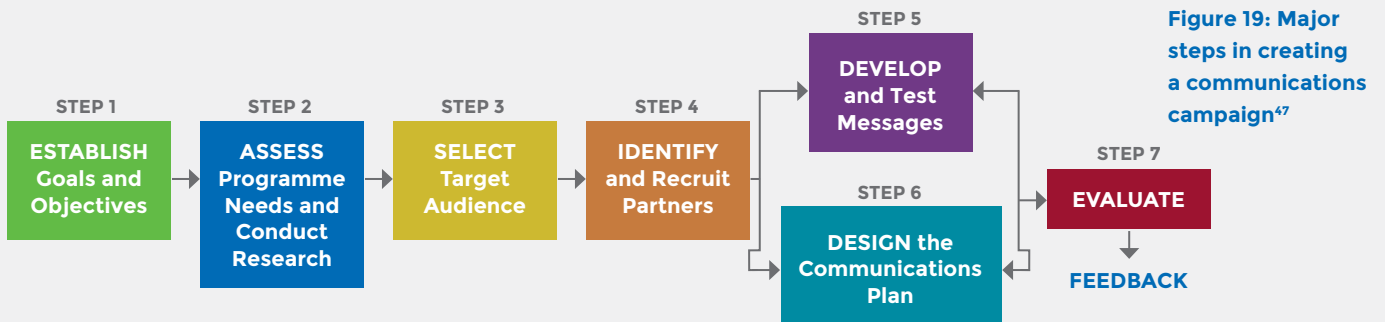 STEP 1
ESTABLISH
Goals and
Objectives
STEP 2
ASSESS
Programme
Needs and
Conduct
Research
STEP 3
SELECT
Target
Audience
STEP 4
IDENTIFY
and Recruit
Partners
STEP 5
DEVELOP
and Test
Messages
STEP 6
DESIGN the
Communications
Plan
STEP 7
EVALUATE
FEEDBACK
Figure 19: Major
steps in creating
a communications
campaign⁴⁷